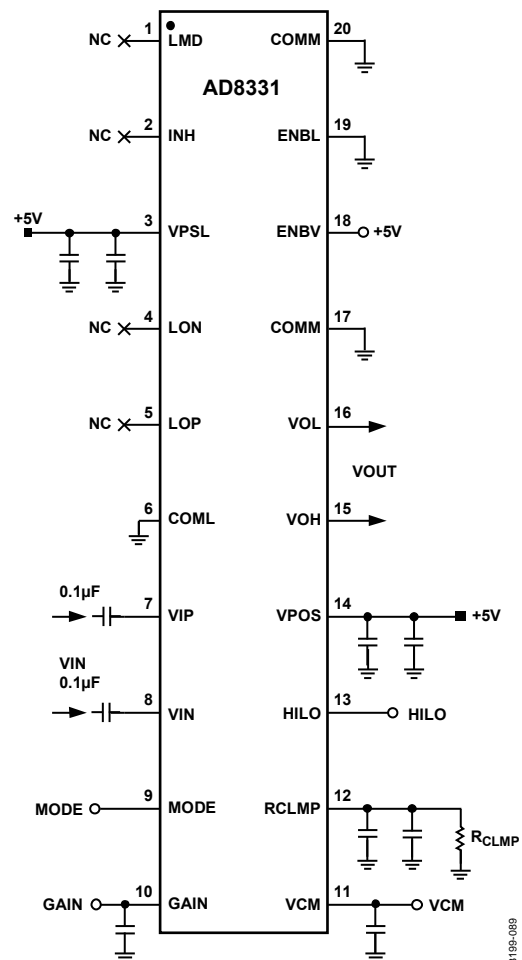 NC 1 LMD COMM 20
AD8331
NC 2 INH ENBL 19
+5V 3 VPSL ENBV 18 +5V
NC 4 LON COMM 17
NC 5 LOP VOL 16
VOUT
6 COML VOH 15
0.1µF 7 VIP VPOS 14 +5V
VIN
0.1µF 8 VIN HILO 13 HILO
MODE 9 MODE RCLMP 12 RCLMP
GAIN 10 GAIN VCM 11 VCM